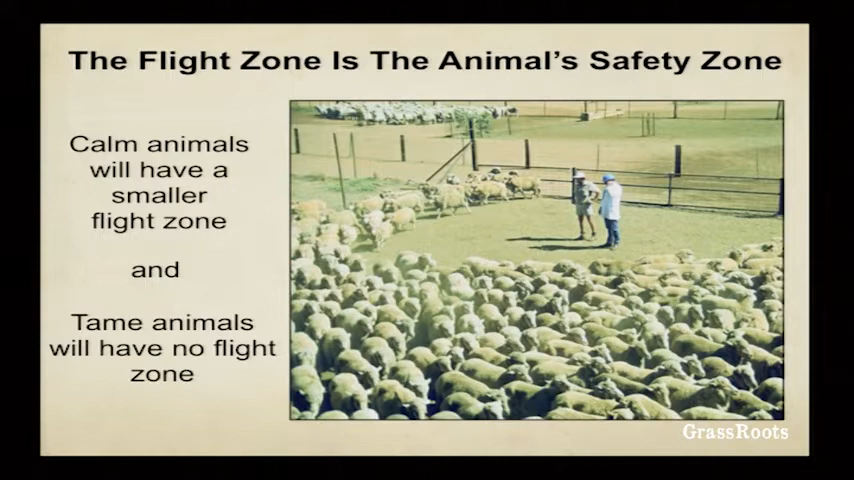 The Flight Zone Is The Animal's Safety Zone
Calm animals
will have a
smaller
flight zone
and
Tame animals
will have no flight
zone
GrassRoots